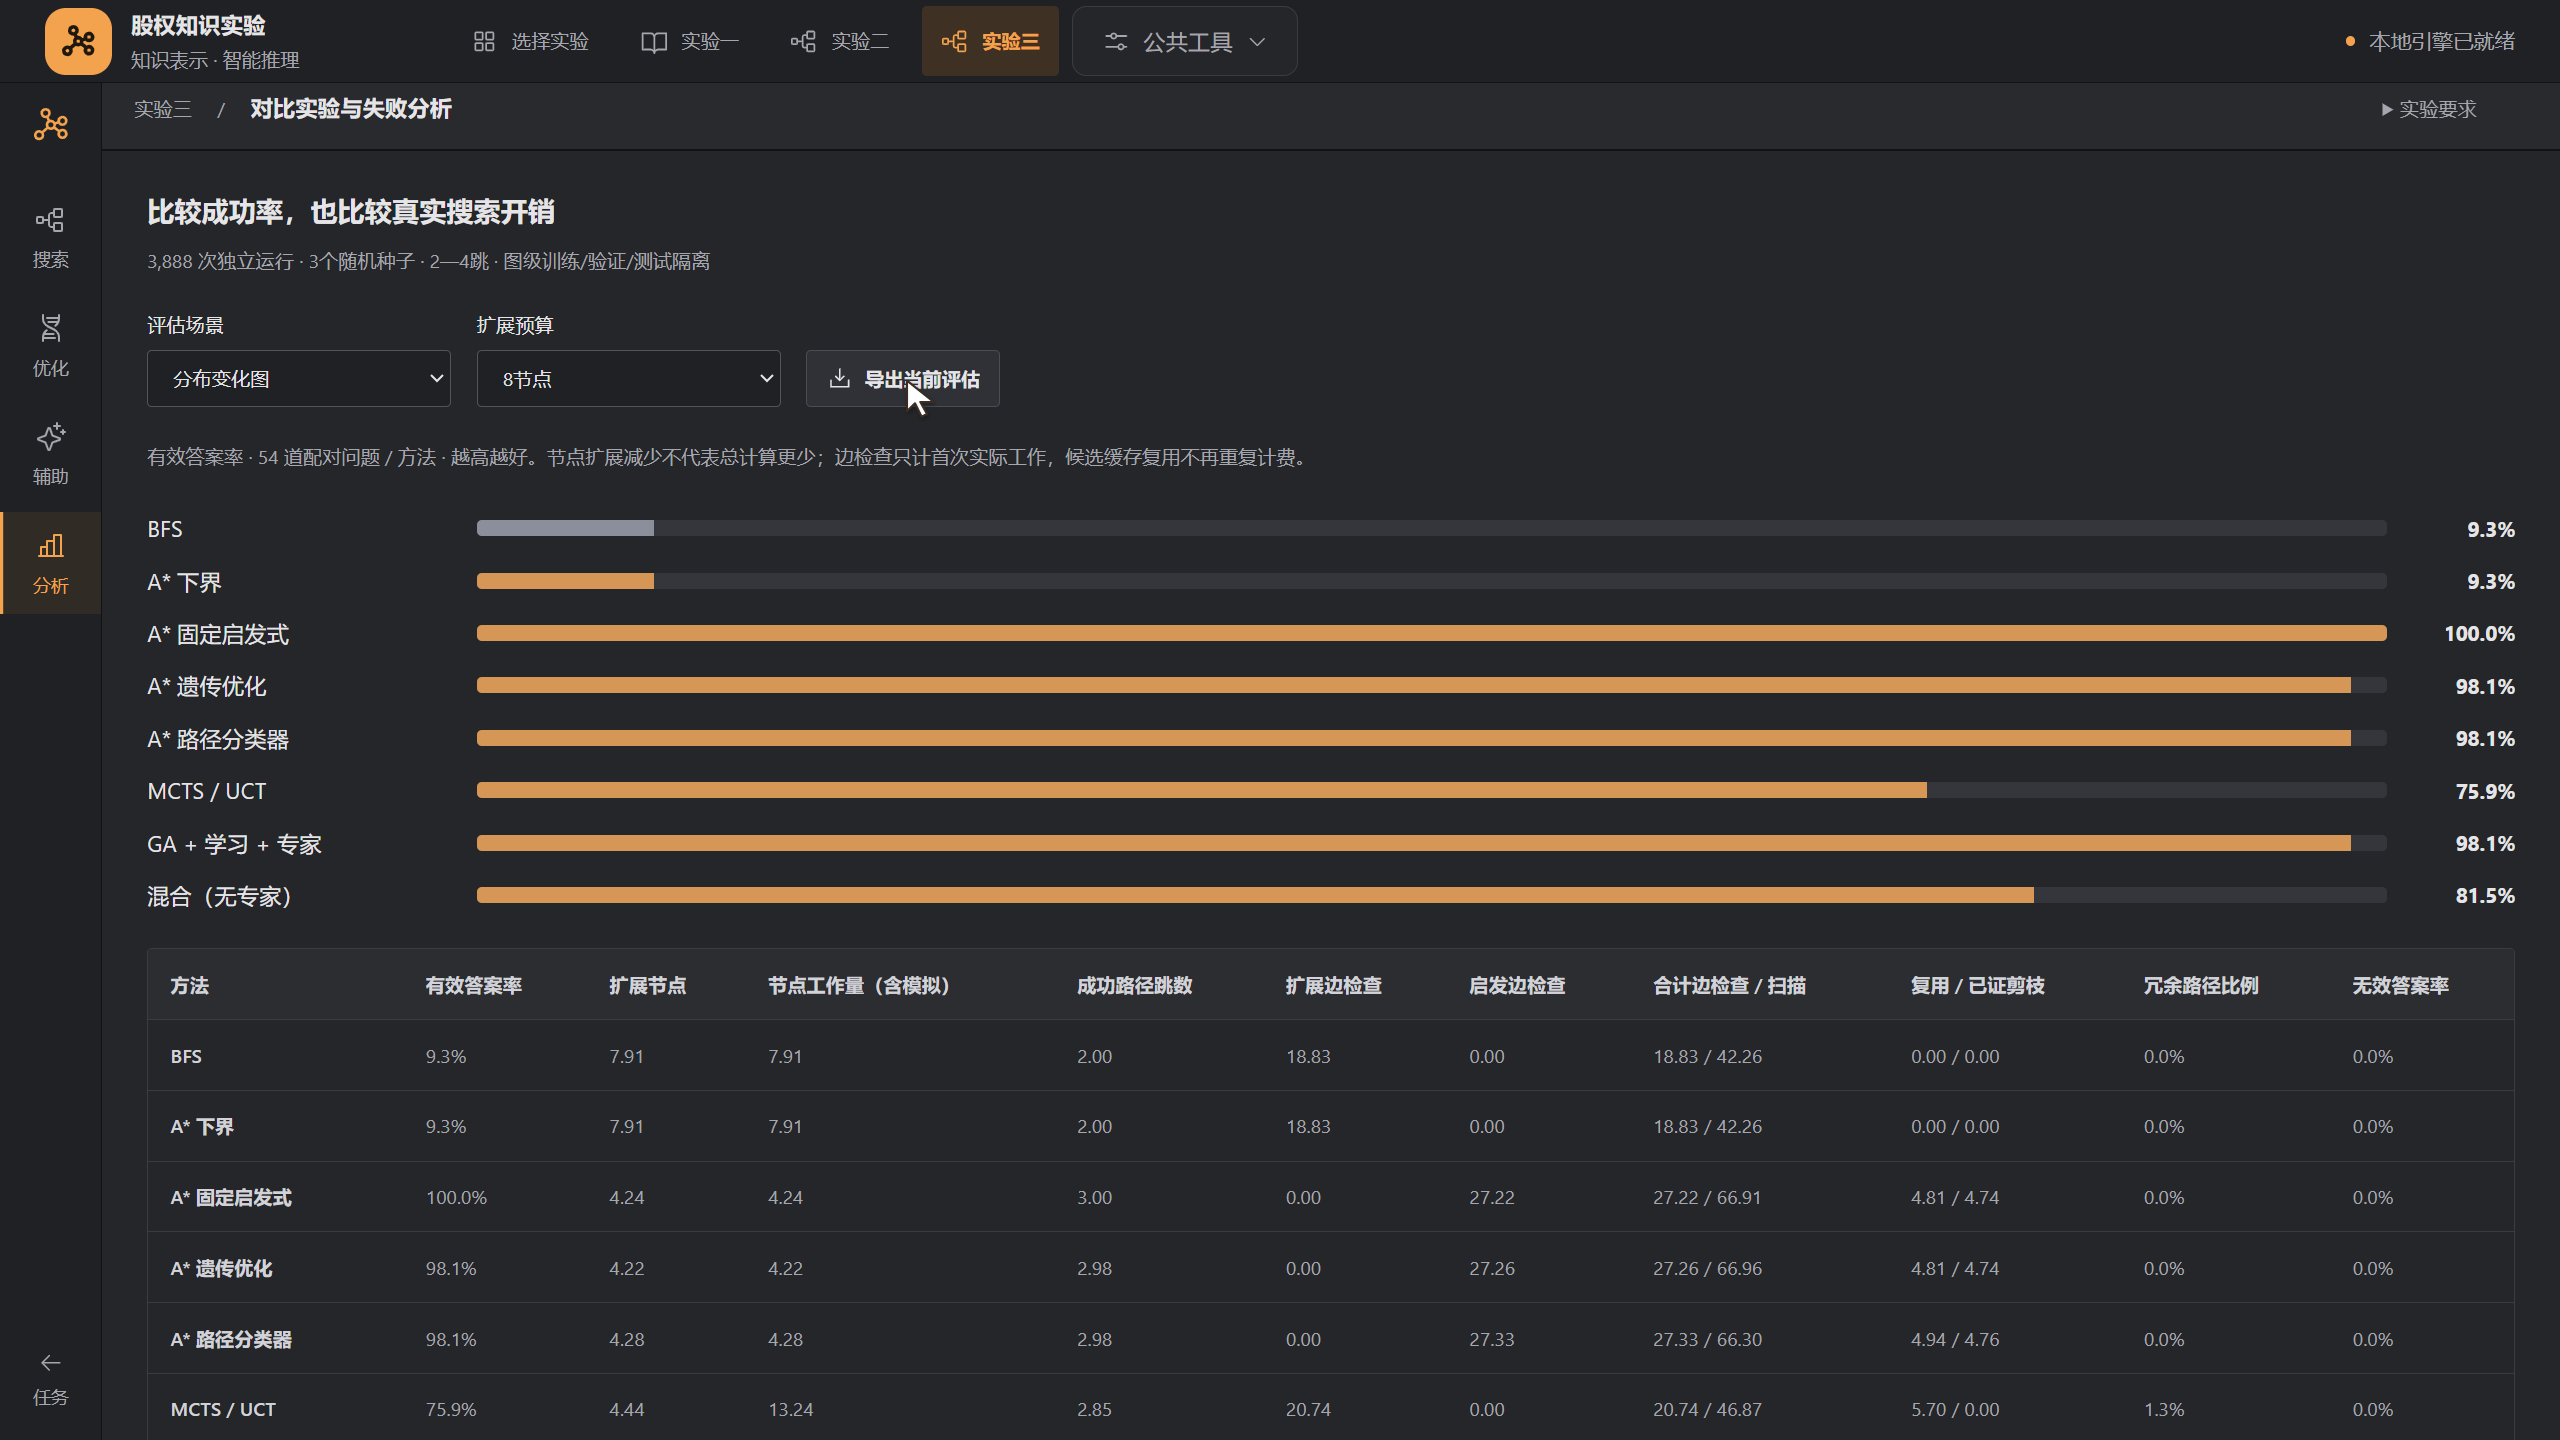 股权知识实验
知识表示 · 智能推理
选择实验
实验一
实验二
实验三
公共工具
本地引擎已就绪
实验三 / 对比实验与失败分析
实验要求
搜索
优化
辅助
分析
任务
比较成功率，也比较真实搜索开销
3,888 次独立运行 · 3个随机种子 · 2—4跳 · 图级训练/验证/测试隔离
评估场景
扩展预算
分布变化图
8节点
导出当前评估
有效答案率 · 54 道配对问题 / 方法 · 越高越好。节点扩展减少不代表总计算更少；边检查只计首次实际工作，候选缓存复用不再重复计费。
BFS 9.3%
A* 下界 9.3%
A* 固定启发式 100.0%
A* 遗传优化 98.1%
A* 路径分类器 98.1%
MCTS / UCT 75.9%
GA + 学习 + 专家 98.1%
混合（无专家） 81.5%
方法 有效答案率 扩展节点 节点工作量（含模拟） 成功路径跳数 扩展边检查 启发边检查 合计边检查 / 扫描 复用 / 已证剪枝 冗余路径比例 无效答案率
BFS 9.3% 7.91 7.91 2.00 18.83 0.00 18.83 / 42.26 0.00 / 0.00 0.0% 0.0%
A* 下界 9.3% 7.91 7.91 2.00 18.83 0.00 18.83 / 42.26 0.00 / 0.00 0.0% 0.0%
A* 固定启发式 100.0% 4.24 4.24 3.00 0.00 27.22 27.22 / 66.91 4.81 / 4.74 0.0% 0.0%
A* 遗传优化 98.1% 4.22 4.22 2.98 0.00 27.26 27.26 / 66.96 4.81 / 4.74 0.0% 0.0%
A* 路径分类器 98.1% 4.28 4.28 2.98 0.00 27.33 27.33 / 66.30 4.94 / 4.76 0.0% 0.0%
MCTS / UCT 75.9% 4.44 13.24 2.85 20.74 0.00 20.74 / 46.87 5.70 / 0.00 1.3% 0.0%